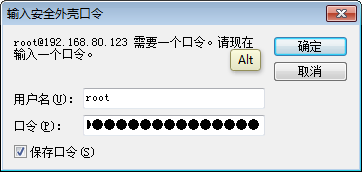 输入安全外壳口令
root@192.168.80.123 需要一个口令。请现在
输入一个口令。
确定
Alt
取消
用户名(U): root
口令(P):
保存口令(S)